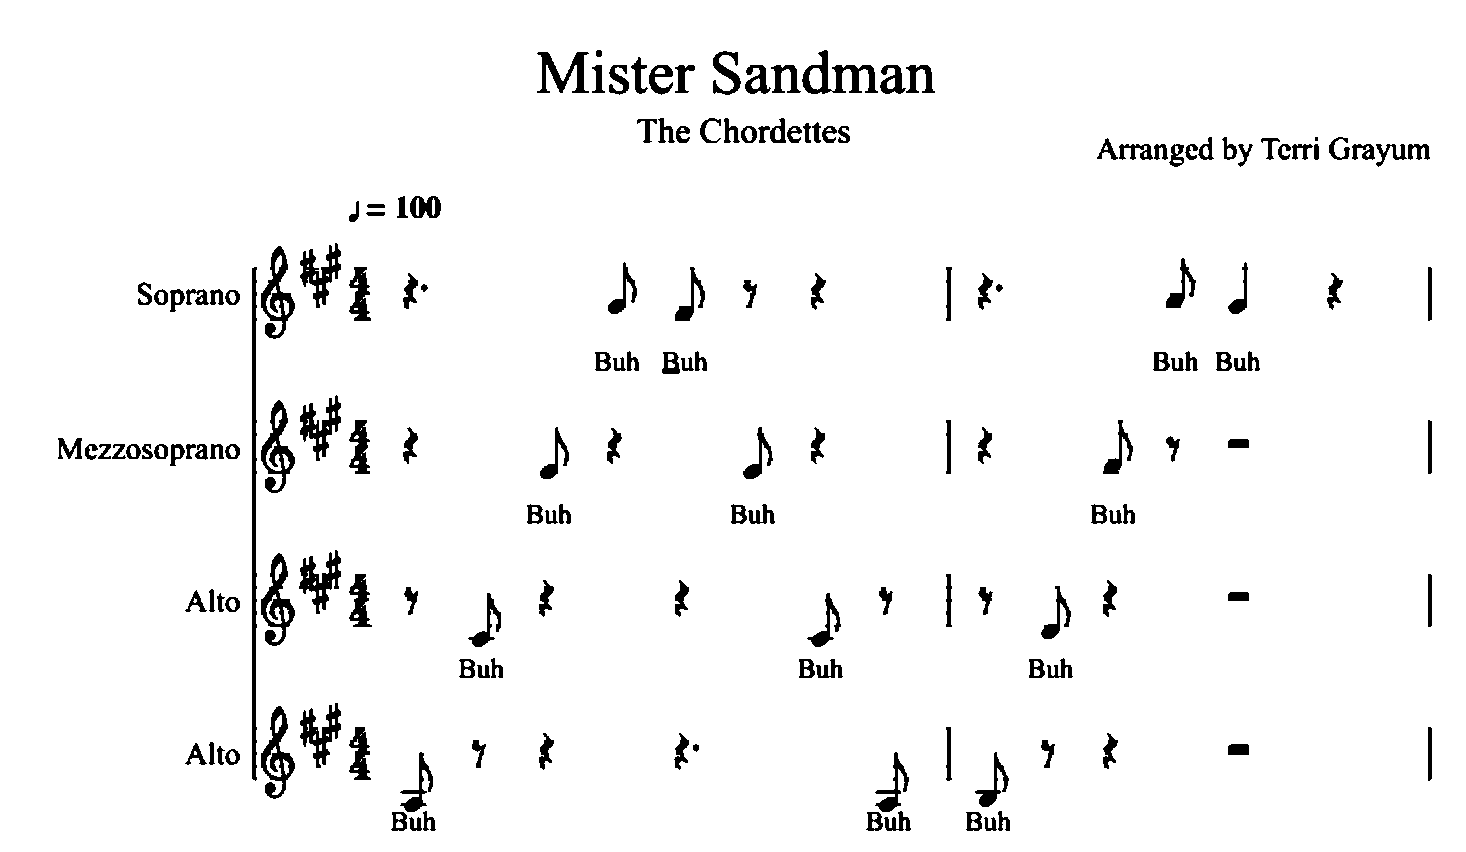 Mister Sandman
The Chordettes
Arranged by Terri Grayum
♩ = 100
Soprano
Buh Buh Buh Buh
Mezzosoprano
Buh Buh Buh
Alto
Buh Buh Buh
Alto
Buh Buh Buh